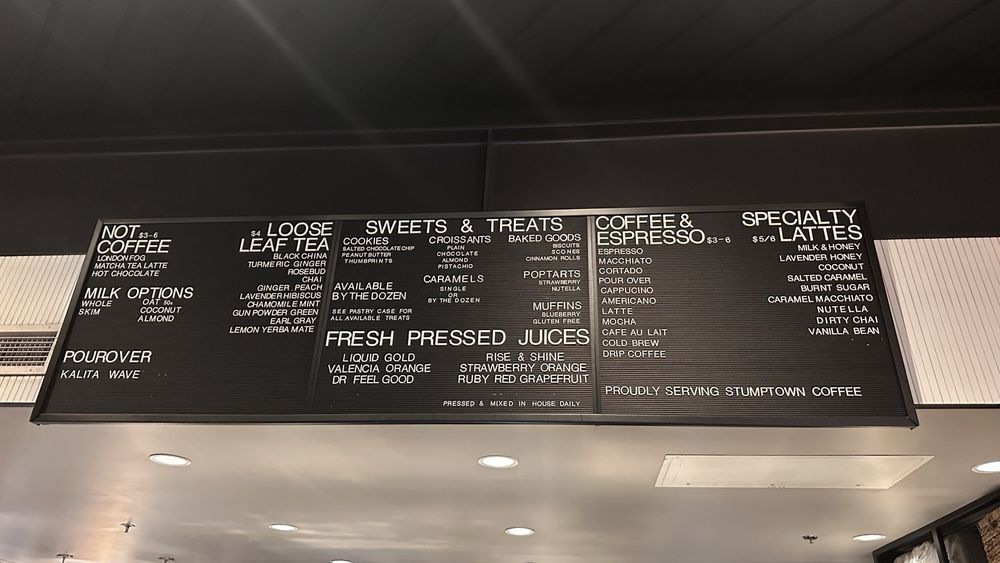 NOT $3-6
COFFEE
LONDON FOG
MATCHA TEA LATTE
HOT CHOCOLATE
MILK OPTIONS
WHOLE
SKIM
OAT 50¢
COCONUT
ALMOND
POUROVER
KALITA WAVE
$4 LOOSE
LEAF TEA
BLACK CHINA
TURMERIC GINGER
ROSEBUD
CHAI
GINGER PEACH
LAVENDER HIBISCUS
CHAMOMILE MINT
GUN POWDER GREEN
EARL GRAY
LEMON YERBA MATE
SWEETS & TREATS
COOKIES
SALTED CHOCOLATE CHIP
PEANUT BUTTER
THUMBPRINTS
AVAILABLE
BY THE DOZEN
SEE PASTRY CASE FOR
ALL AVAILABLE TREATS
CROISSANTS
PLAIN
CHOCOLATE
ALMOND
PISTACHIO
CARAMELS
SINGLE
OR
BY THE DOZEN
BAKED GOODS
BISCUITS
SCONES
CINNAMON ROLLS
POPTARTS
STRAWBERRY
NUTELLA
MUFFINS
BLUEBERRY
GLUTEN FREE
FRESH PRESSED JUICES
LIQUID GOLD
VALENCIA ORANGE
DR FEEL GOOD
RISE & SHINE
STRAWBERRY ORANGE
RUBY RED GRAPEFRUIT
PRESSED & MIXED IN HOUSE DAILY
COFFEE &
ESPRESSO $3-6
ESPRESSO
MACCHIATO
CORTADO
POUR OVER
CAPPUCINO
AMERICANO
LATTE
MOCHA
CAFE AU LAIT
COLD BREW
DRIP COFFEE
SPECIALTY
$5/6 LATTES
MILK & HONEY
LAVENDER HONEY
COCONUT
SALTED CARAMEL
BURNT SUGAR
CARAMEL MACCHIATO
NUTELLA
DIRTY CHAI
VANILLA BEAN
PROUDLY SERVING STUMPTOWN COFFEE